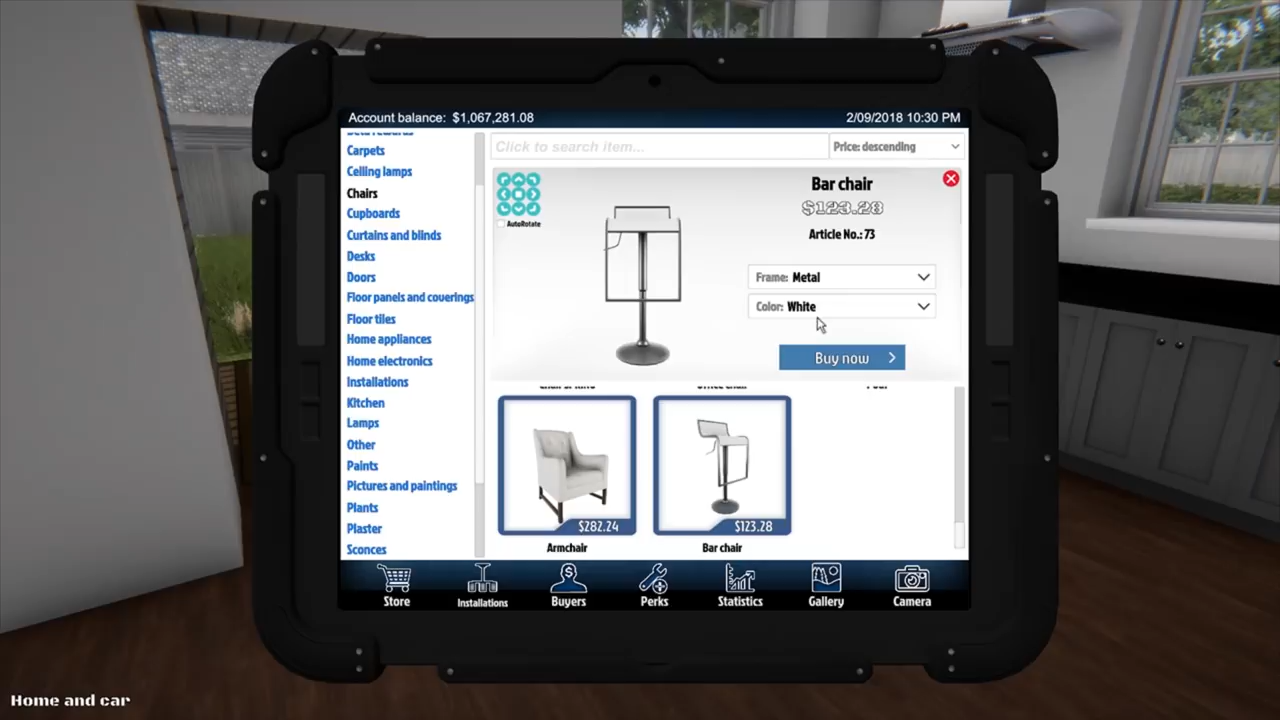 Account balance: $1,067,281.08
2/09/2018 10:30 PM
Beta rewards
Carpets
Ceiling lamps
Chairs
Cupboards
Curtains and blinds
Desks
Doors
Floor panels and coverings
Floor tiles
Home appliances
Home electronics
Installations
Kitchen
Lamps
Other
Paints
Pictures and paintings
Plants
Plaster
Sconces
Click to search item...
Price: descending
AutoRotate
Bar chair
$123.28
Article No.: 73
Frame: Metal
Color: White
Buy now
Office chair
$282.24
Armchair
$123.28
Bar chair
Store
Installations
Buyers
Perks
Statistics
Gallery
Camera
Home and car